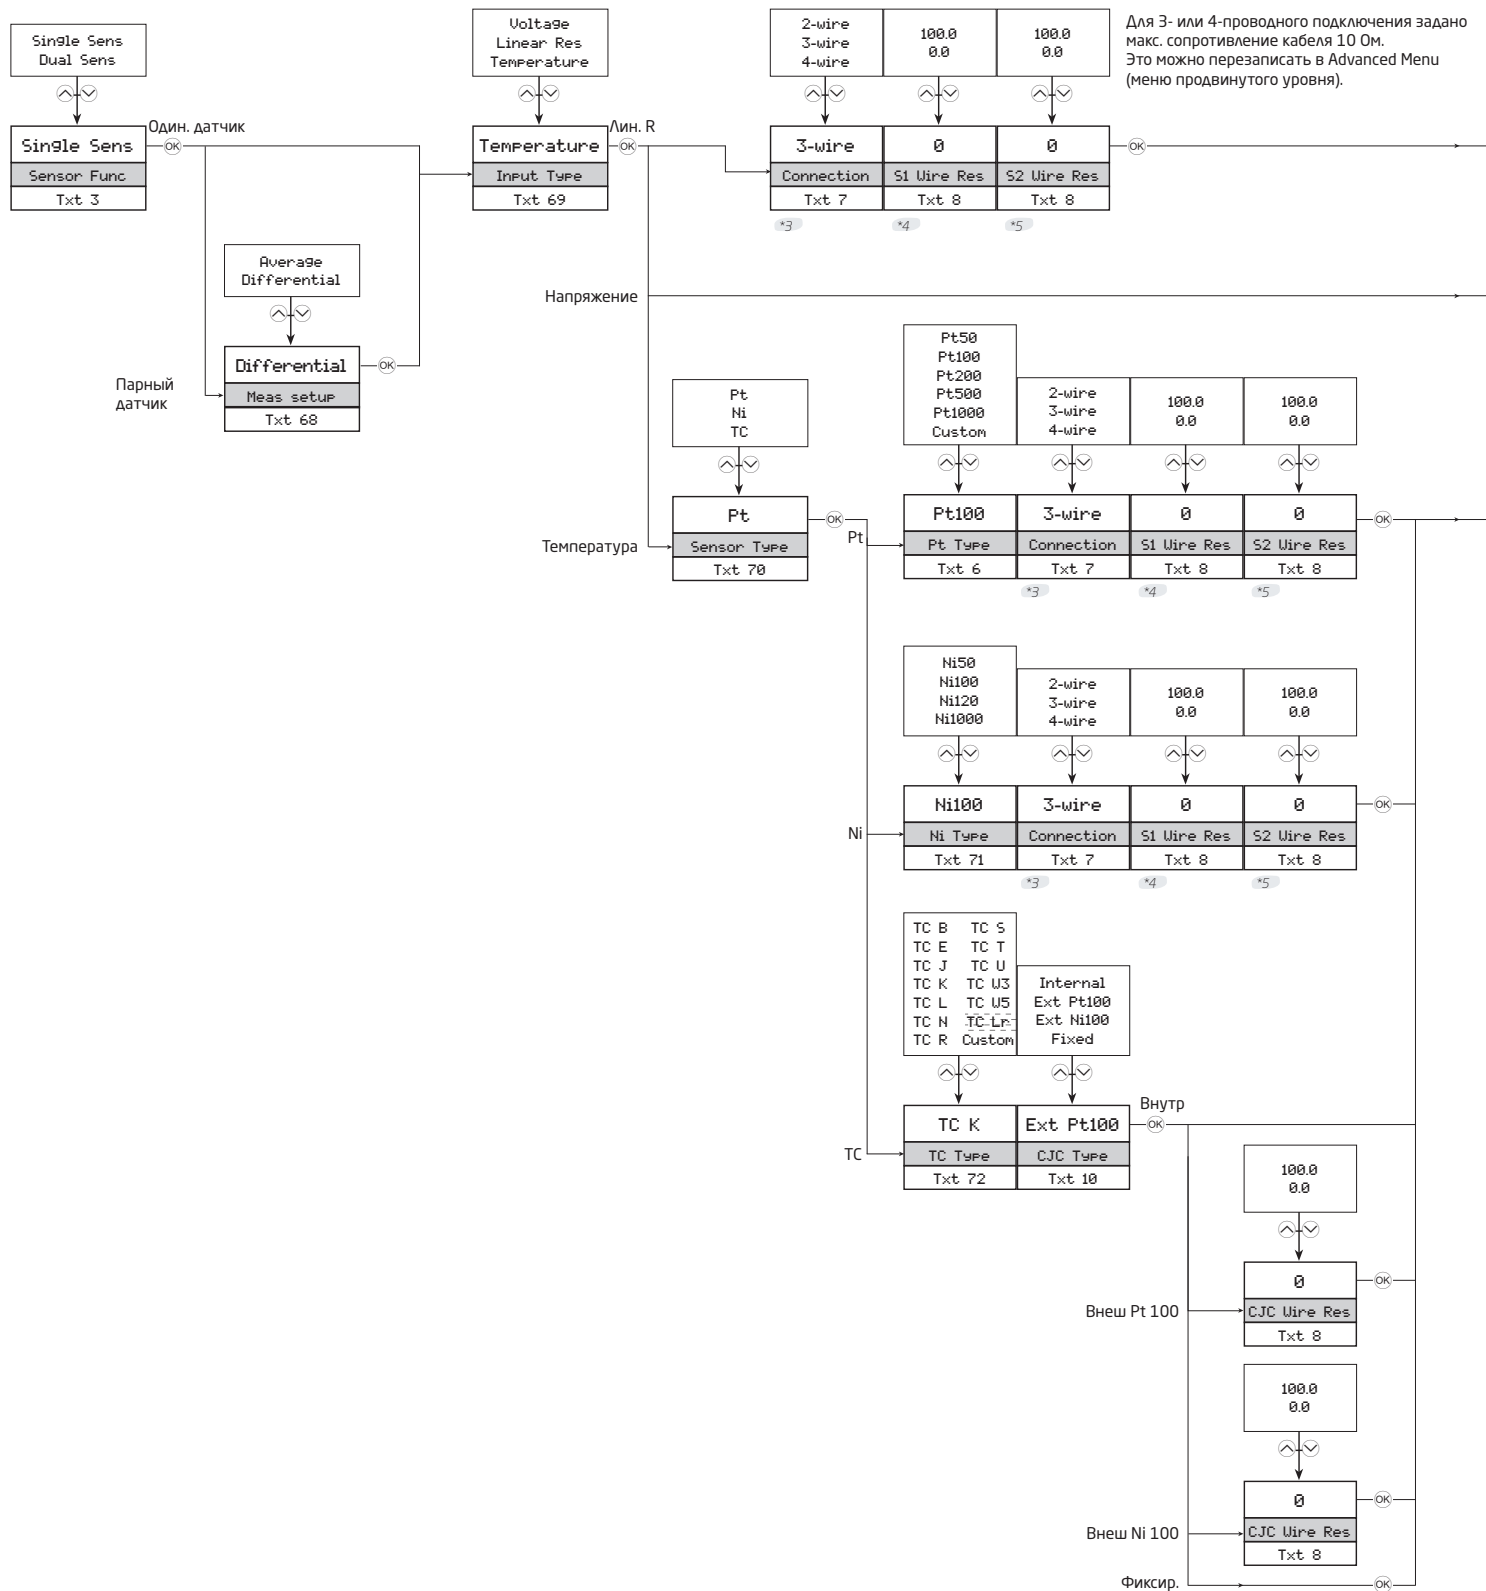 Single Sens
Dual Sens
Single Sens
Sensor Func
Txt 3
OK
Один. датчик
Average
Differential
Differential
Meas setup
Txt 68
OK
Парный
датчик
Voltage
Linear Res
Temperature
Temperature
Input Type
Txt 69
OK
Лин. R
2-wire
3-wire
4-wire
100.0
0.0
100.0
0.0
3-wire
0
0
OK
Connection
S1 Wire Res
S2 Wire Res
Txt 7
Txt 8
Txt 8
*3
*4
*5
Для 3- или 4-проводного подключения задано
макс. сопротивление кабеля 10 Ом.
Это можно перезаписать в Advanced Menu
(меню продвинутого уровня).
Напряжение
Температура
Pt
Ni
TC
Pt
Sensor Type
Txt 70
OK
Pt
Pt50
Pt100
Pt200
Pt500
Pt1000
Custom
2-wire
3-wire
4-wire
100.0
0.0
100.0
0.0
Pt100
3-wire
0
0
OK
Pt Type
Connection
S1 Wire Res
S2 Wire Res
Txt 6
Txt 7
Txt 8
Txt 8
*3
*4
*5
Ni
Ni50
Ni100
Ni120
Ni1000
2-wire
3-wire
4-wire
100.0
0.0
100.0
0.0
Ni100
3-wire
0
0
OK
Ni Type
Connection
S1 Wire Res
S2 Wire Res
Txt 71
Txt 7
Txt 8
Txt 8
*3
*4
*5
TC
TC B TC S
TC E TC T
TC J TC U
TC K TC W3
TC L TC W5
TC N TC Lr
TC R Custom
Internal
Ext Pt100
Ext Ni100
Fixed
TC K
Ext Pt100
OK
Внутр
TC Type
CJC Type
Txt 72
Txt 10
100.0
0.0
0
OK
CJC Wire Res
Txt 8
Внеш Pt 100
100.0
0.0
0
OK
CJC Wire Res
Txt 8
Внеш Ni 100
Фиксир.
OK